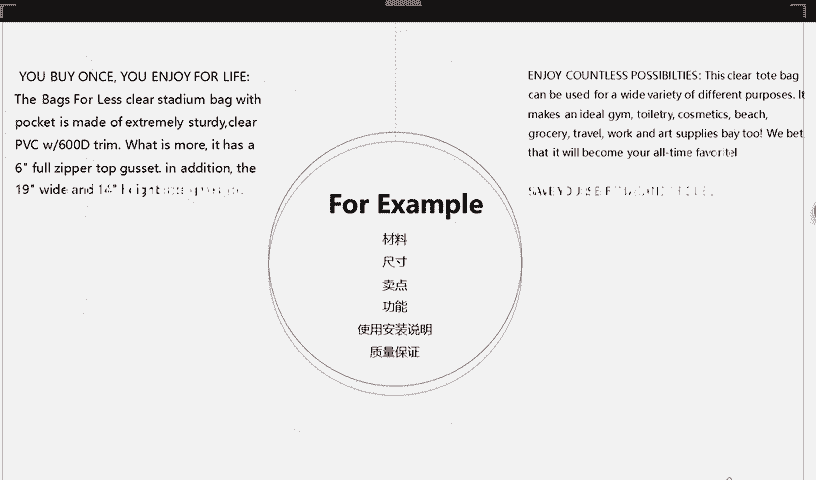 YOU BUY ONCE, YOU ENJOY FOR LIFE:
The Bags For Less clear stadium bag with
pocket is made of extremely sturdy,clear
PVC w/600D trim. What is more, it has a
6" full zipper top gusset. in addition, the
19" wide and 14" height
For Example
材料
尺寸
卖点
功能
使用安装说明
质量保证
ENJOY COUNTLESS POSSIBILTIES: This clear tote bag
can be used for a wide variety of different purposes. It
makes an ideal gym, toiletry, cosmetics, beach,
grocery, travel, work and art supplies bay too! We bet
that it will become your all-time favorite!